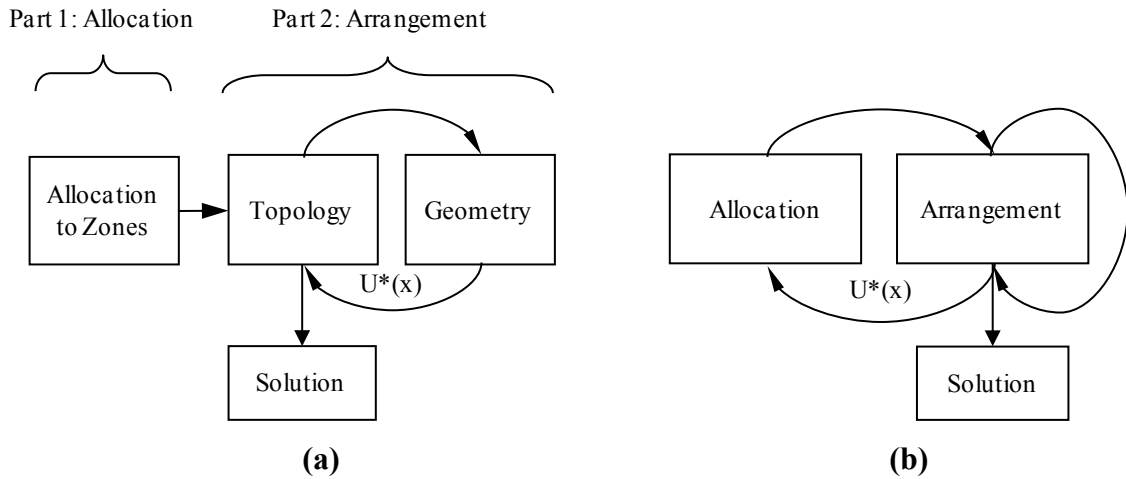 Part 1: Allocation
Part 2: Arrangement
Allocation
to Zones
Topology
Geometry
U*(x)
Solution
(a)
Allocation
Arrangement
U*(x)
Solution
(b)